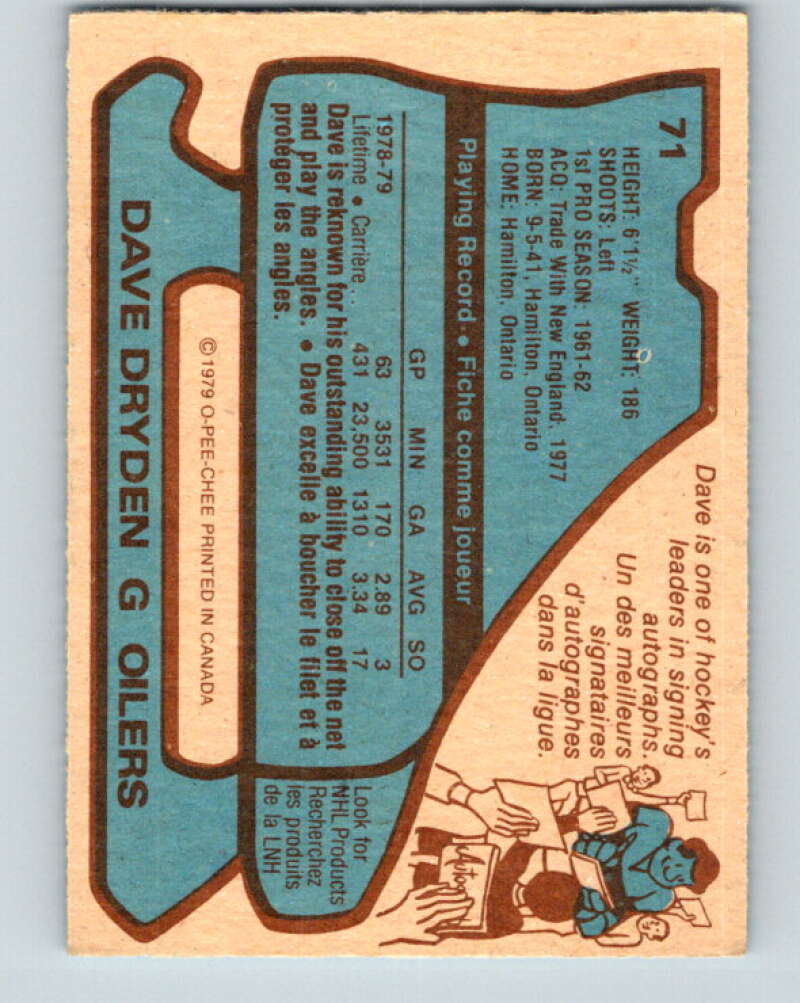 71
HEIGHT: 6'1½" WEIGHT: 186
SHOOTS: Left
1st PRO SEASON: 1961-62
ACQ: Trade With New England, 1977
BORN: 9-5-41, Hamilton, Ontario
HOME: Hamilton, Ontario
Playing Record • Fiche comme joueur
GP MIN GA AVG SO
1978-79 63 3531 170 2.89 3
Lifetime • Carrière... 431 23,500 1310 3.34 17
Dave is reknown for his outstanding ability to close off the net
and play the angles. • Dave excelle à boucher le filet et à
protéger les angles.
© 1979 O-PEE-CHEE PRINTED IN CANADA
DAVE DRYDEN G OILERS
Dave is one of hockey's
leaders in signing
autographs.
Un des meilleurs
signataires
d'autographes
dans la ligue.
Autog
Look for
NHL Products
Recherchez
les produits
de la LNH